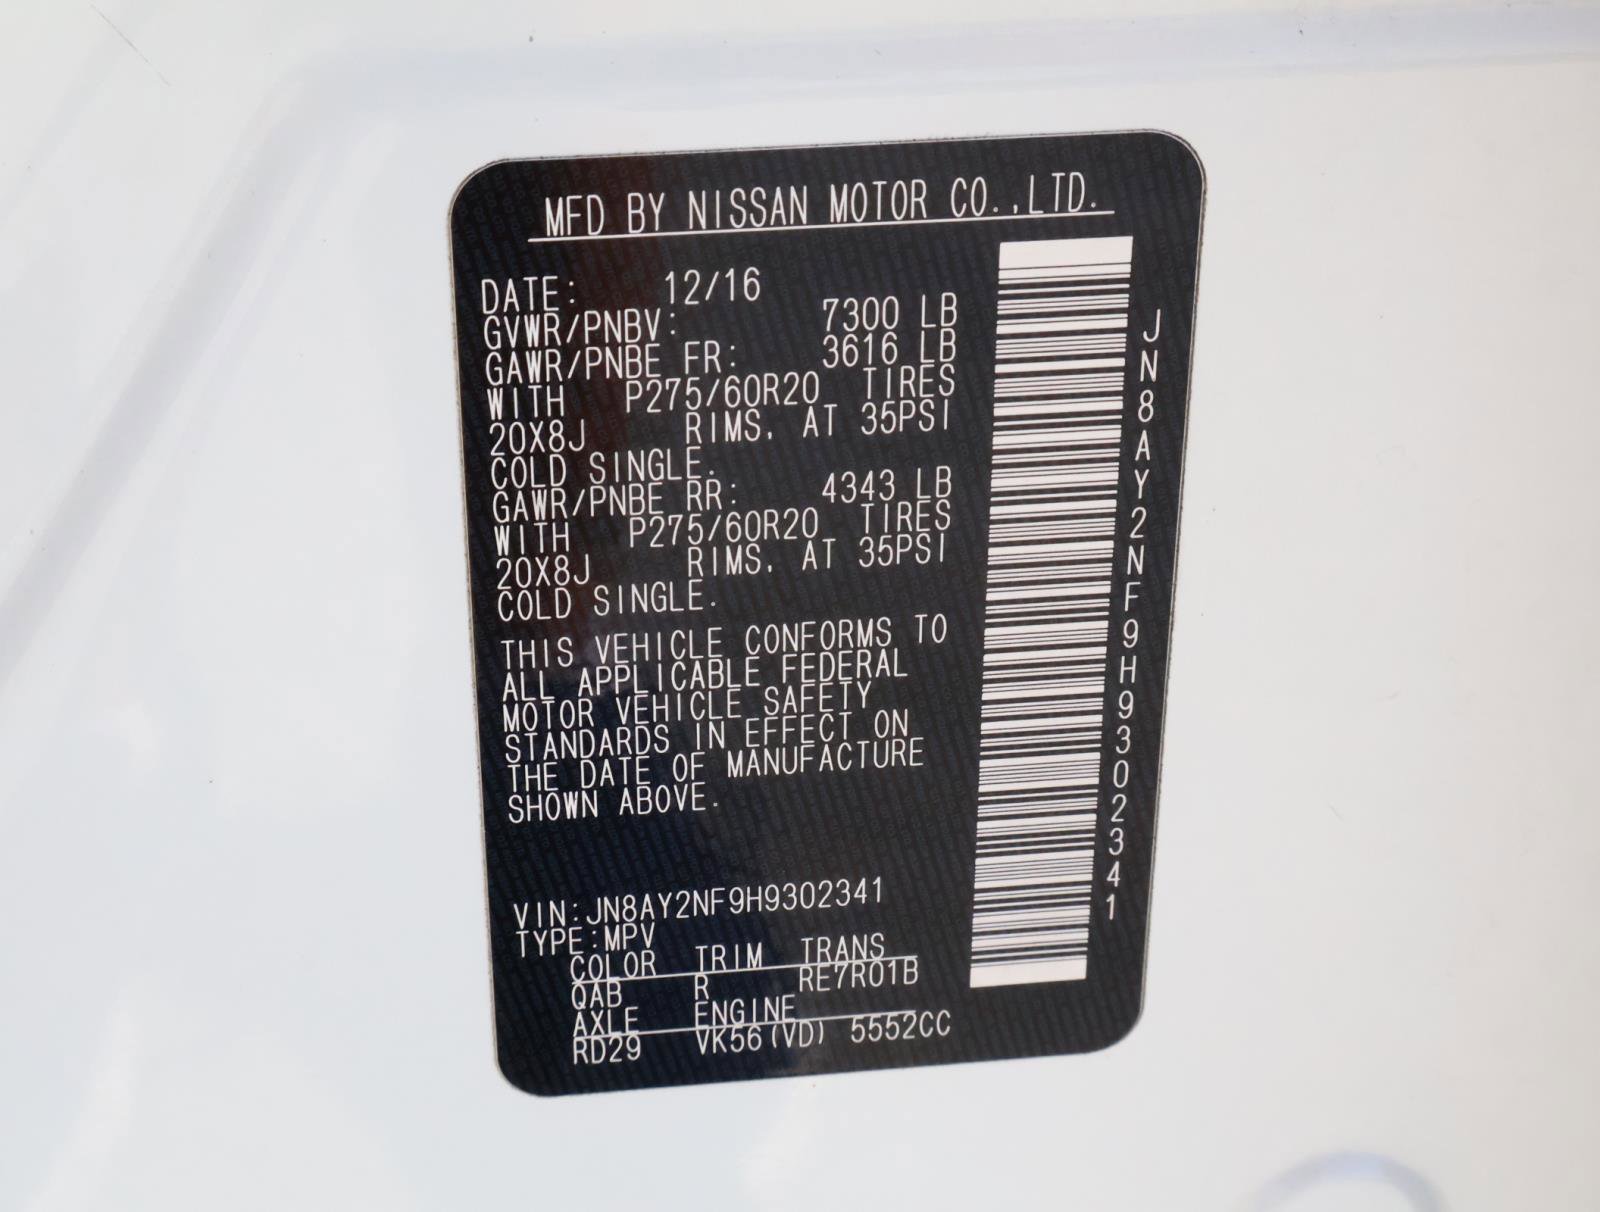 MFD BY NISSAN MOTOR CO.,LTD.
DATE: 12/16
GVWR/PNBV: 7300 LB
GAWR/PNBE FR: 3616 LB
WITH P275/60R20 TIRES
20X8J RIMS, AT 35PSI
COLD SINGLE.
GAWR/PNBE RR: 4343 LB
WITH P275/60R20 TIRES
20X8J RIMS, AT 35PSI
COLD SINGLE.
THIS VEHICLE CONFORMS TO
ALL APPLICABLE FEDERAL
MOTOR VEHICLE SAFETY
STANDARDS IN EFFECT ON
THE DATE OF MANUFACTURE
SHOWN ABOVE.
VIN:JN8AY2NF9H9302341
TYPE:MPV
COLOR TRIM TRANS
QAB R RE7R01B
AXLE ENGINE
RD29 VK56(VD) 5552CC
JN8AY2NF9H9302341